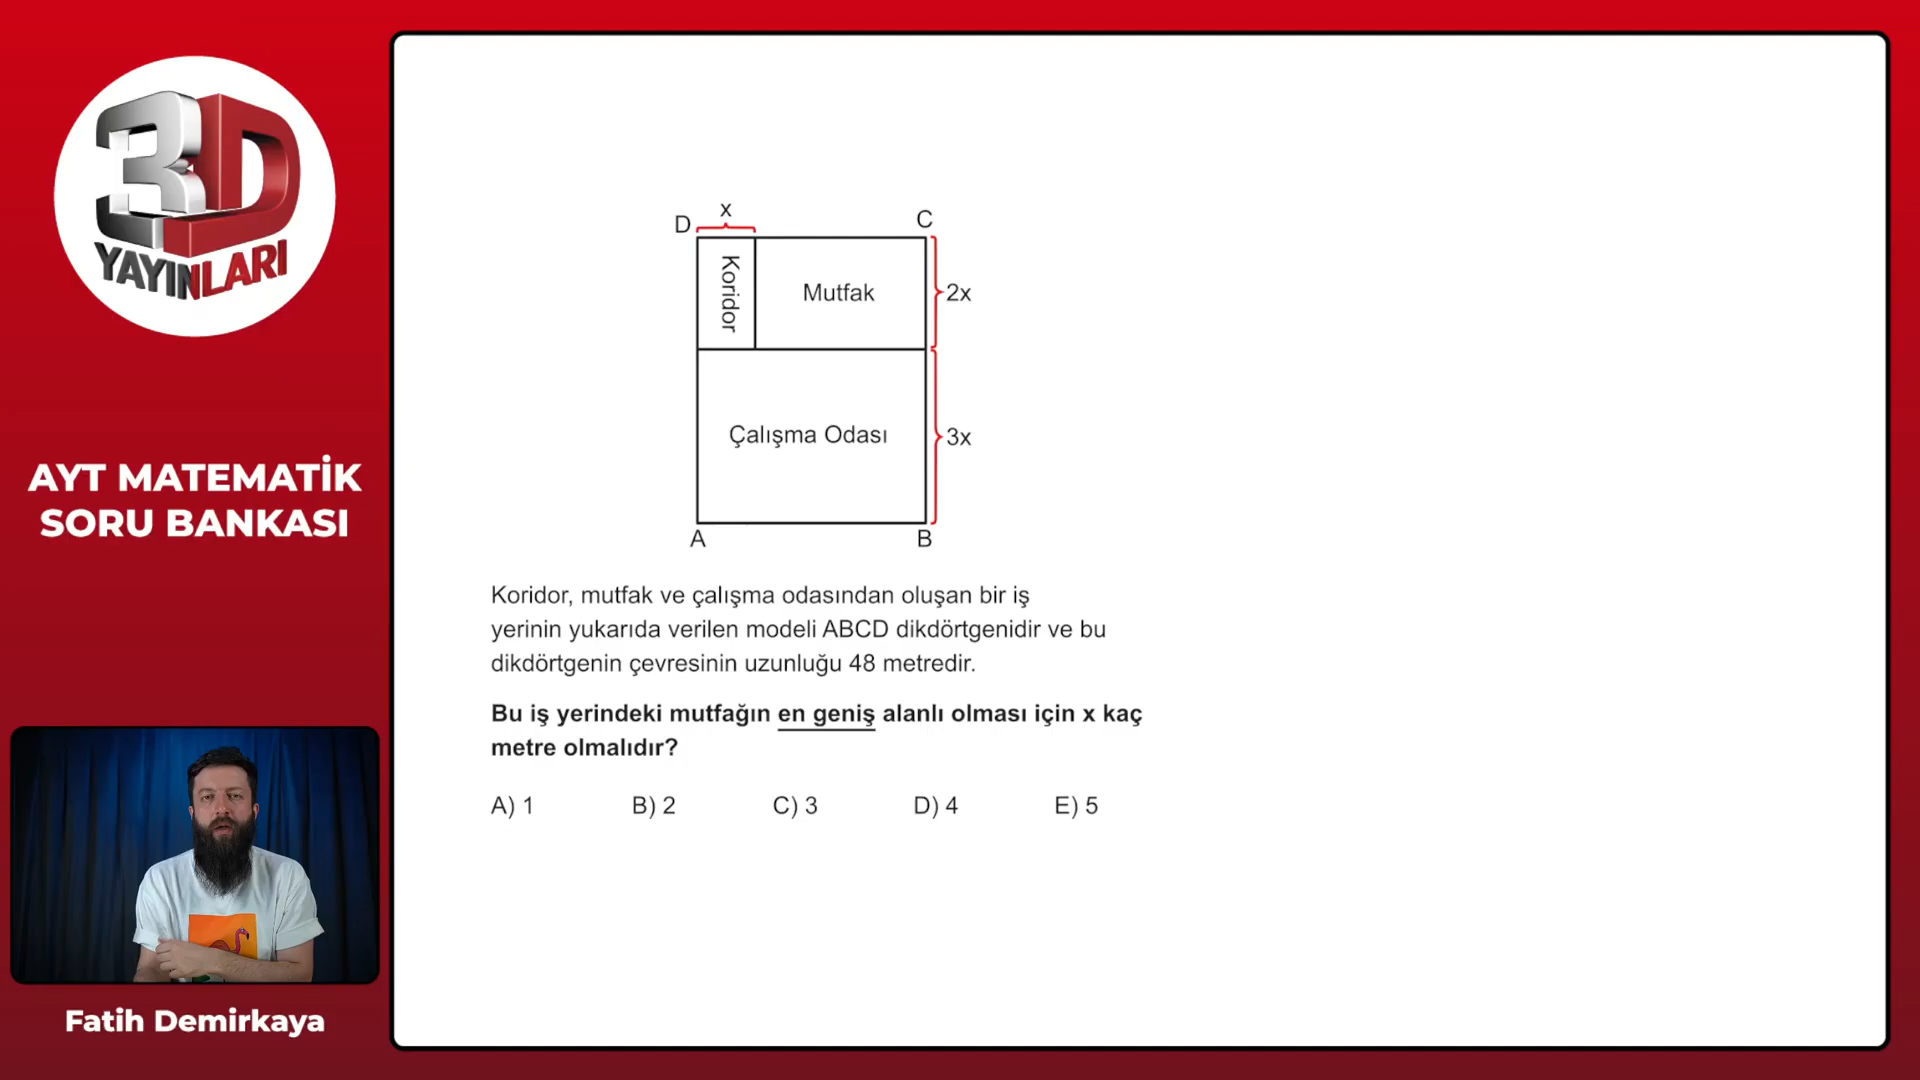 3D
YAYINLARI
AYT MATEMATİK
SORU BANKASI
Fatih Demirkaya
x
D
C
Koridor
Mutfak
2x
Çalışma Odası
3x
A
B
Koridor, mutfak ve çalışma odasından oluşan bir iş
yerinin yukarıda verilen modeli ABCD dikdörtgenidir ve bu
dikdörtgenin çevresinin uzunluğu 48 metredir.
Bu iş yerindeki mutfağın en geniş alanlı olması için x kaç
metre olmalıdır?
A) 1 B) 2 C) 3 D) 4 E) 5